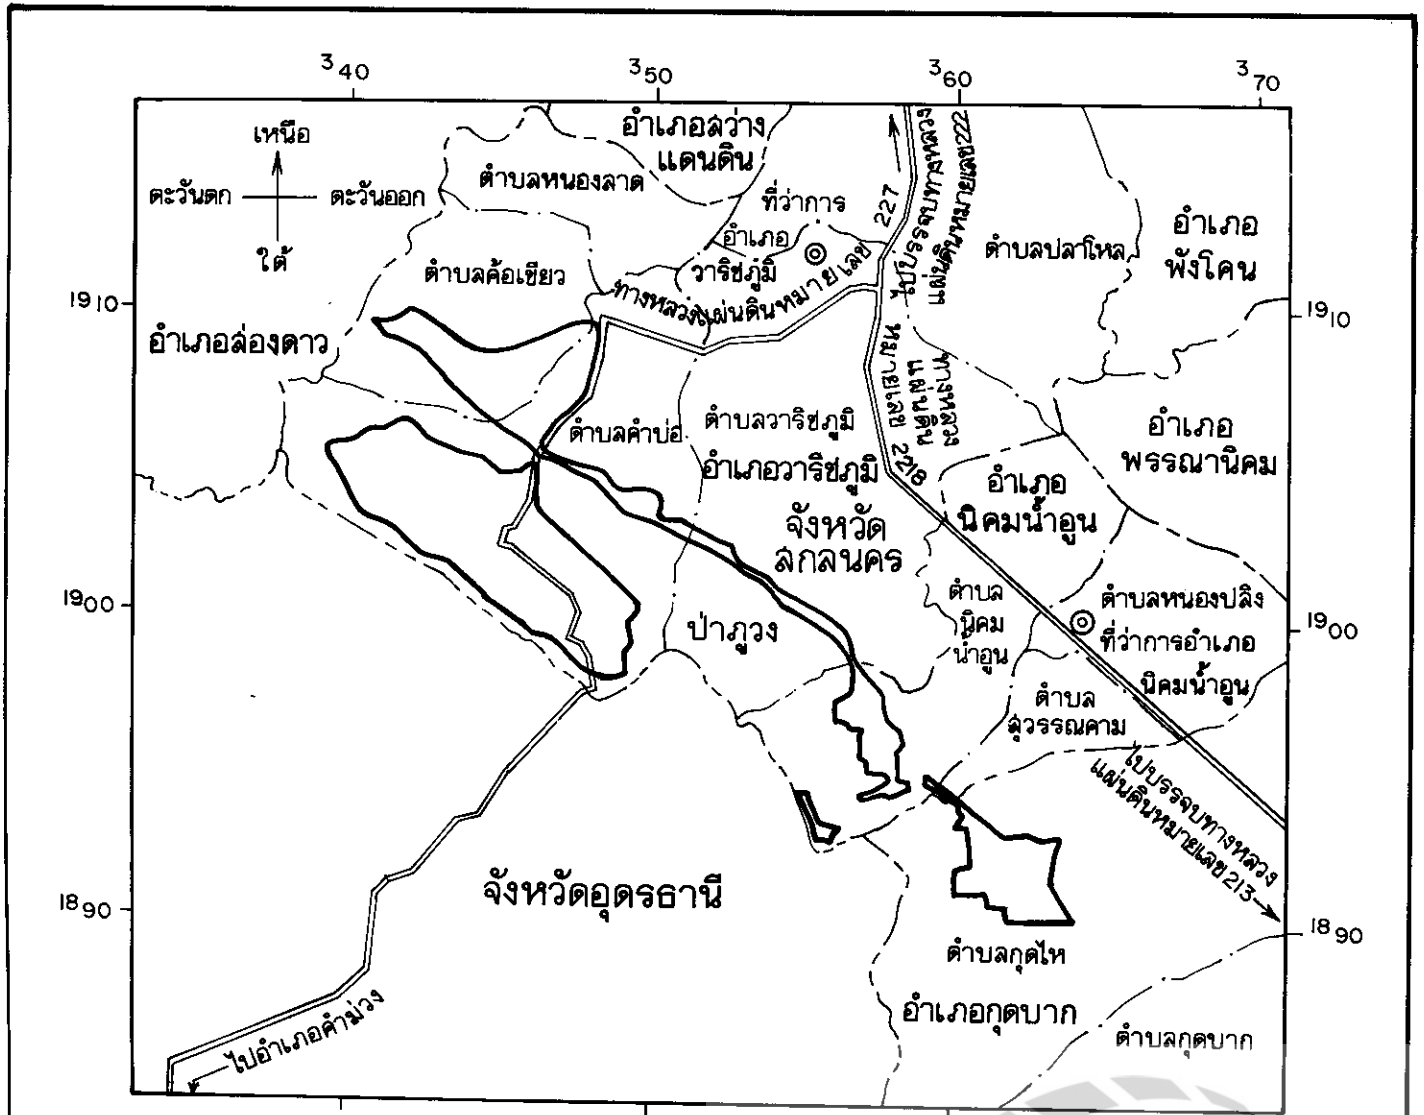 340
350
360
370
เหนือ
ตะวันตก
ตะวันออก
ใต้
อำเภอสว่าง
แดนดิน
ตำบลหนองลาด
ที่ว่าการ
อำเภอ
วาริชภูมิ
ตำบลค้อเขียว
ทางหลวงแผ่นดินหมายเลข 227
ไปบรรจบทางหลวง
แผ่นดินหมายเลข 222
ตำบลปลาโหล
อำเภอ
พังโคน
1910
1910
อำเภอส่องดาว
ทางหลวง
แผ่นดิน
หมายเลข 2218
ตำบลคำบ่อ
ตำบลวาริชภูมิ
อำเภอวาริชภูมิ
จังหวัด
สกลนคร
อำเภอ
พรรณานิคม
อำเภอ
นิคมน้ำอูน
1900
1900
ป่าภูวง
ตำบล
นิคม
น้ำอูน
ตำบลหนองปลิง
ที่ว่าการอำเภอ
นิคมน้ำอูน
ตำบล
สุวรรณคาม
ไปบรรจบทางหลวง
แผ่นดินหมายเลข 213
จังหวัดอุดรธานี
1890
1890
ตำบลกุดไห
อำเภอกุดบาก
ตำบลกุดบาก
ไปอำเภอคำม่วง